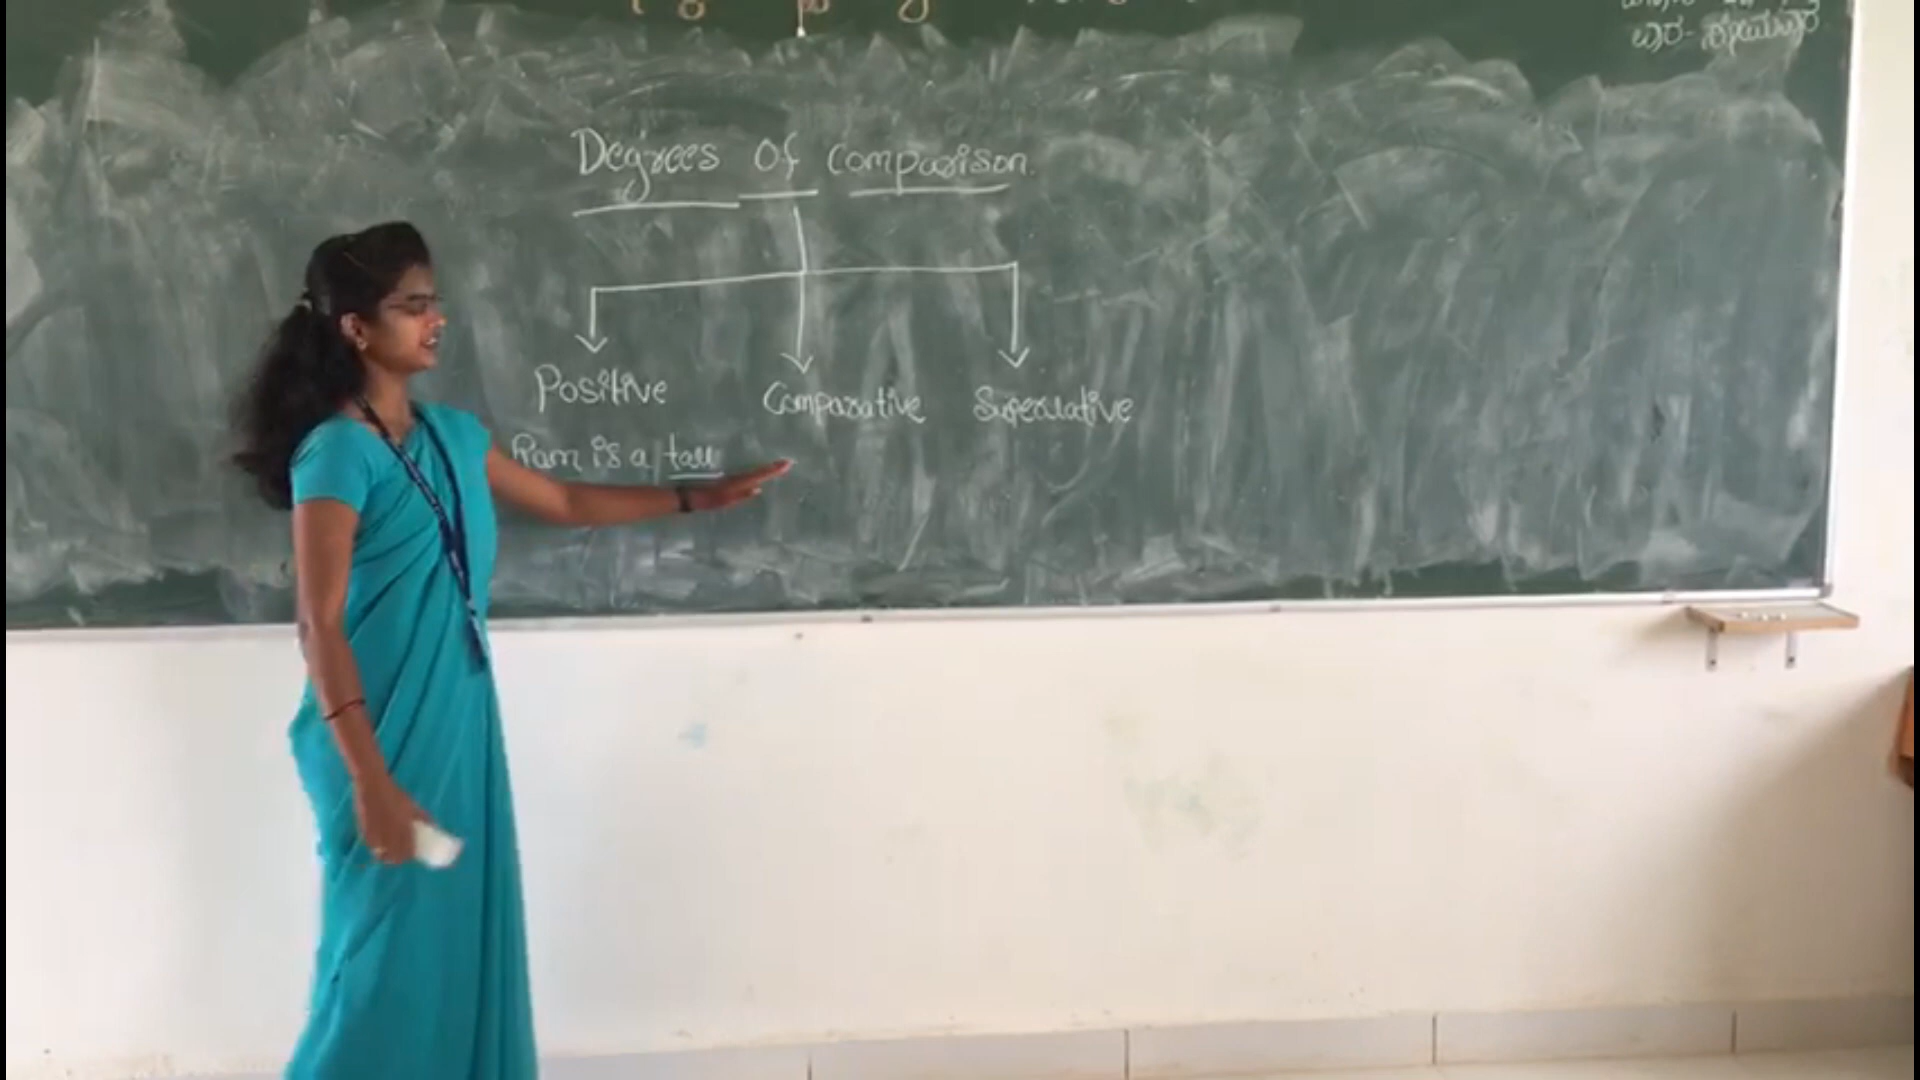 ವಾರ-
Degrees Of Comparison.
Positive Comparative Superlative
Ram is a tall